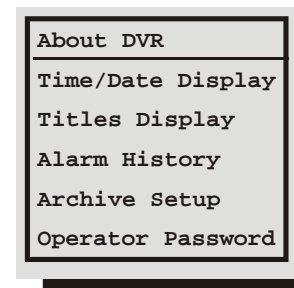 About DVR
Time/Date Display
Titles Display
Alarm History
Archive Setup
Operator Password